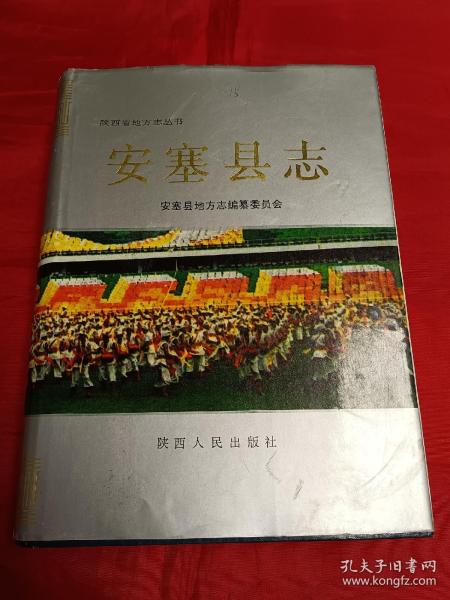 陕西省地方志丛书
安塞县志
安塞县地方志编纂委员会
陕西人民出版社
孔夫子旧书网
www.kongfz.com